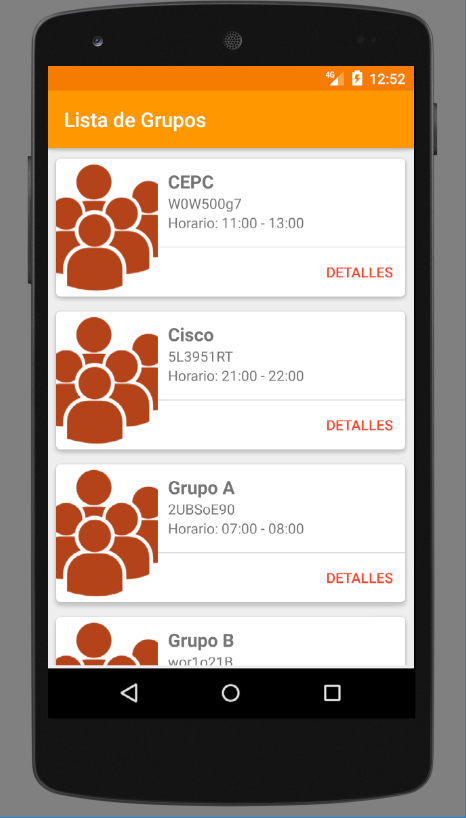 4G 12:52
Lista de Grupos
CEPC
W0W500g7
Horario: 11:00 - 13:00
DETALLES
Cisco
5L3951RT
Horario: 21:00 - 22:00
DETALLES
Grupo A
2UBSoE90
Horario: 07:00 - 08:00
DETALLES
Grupo B
wor1o21B